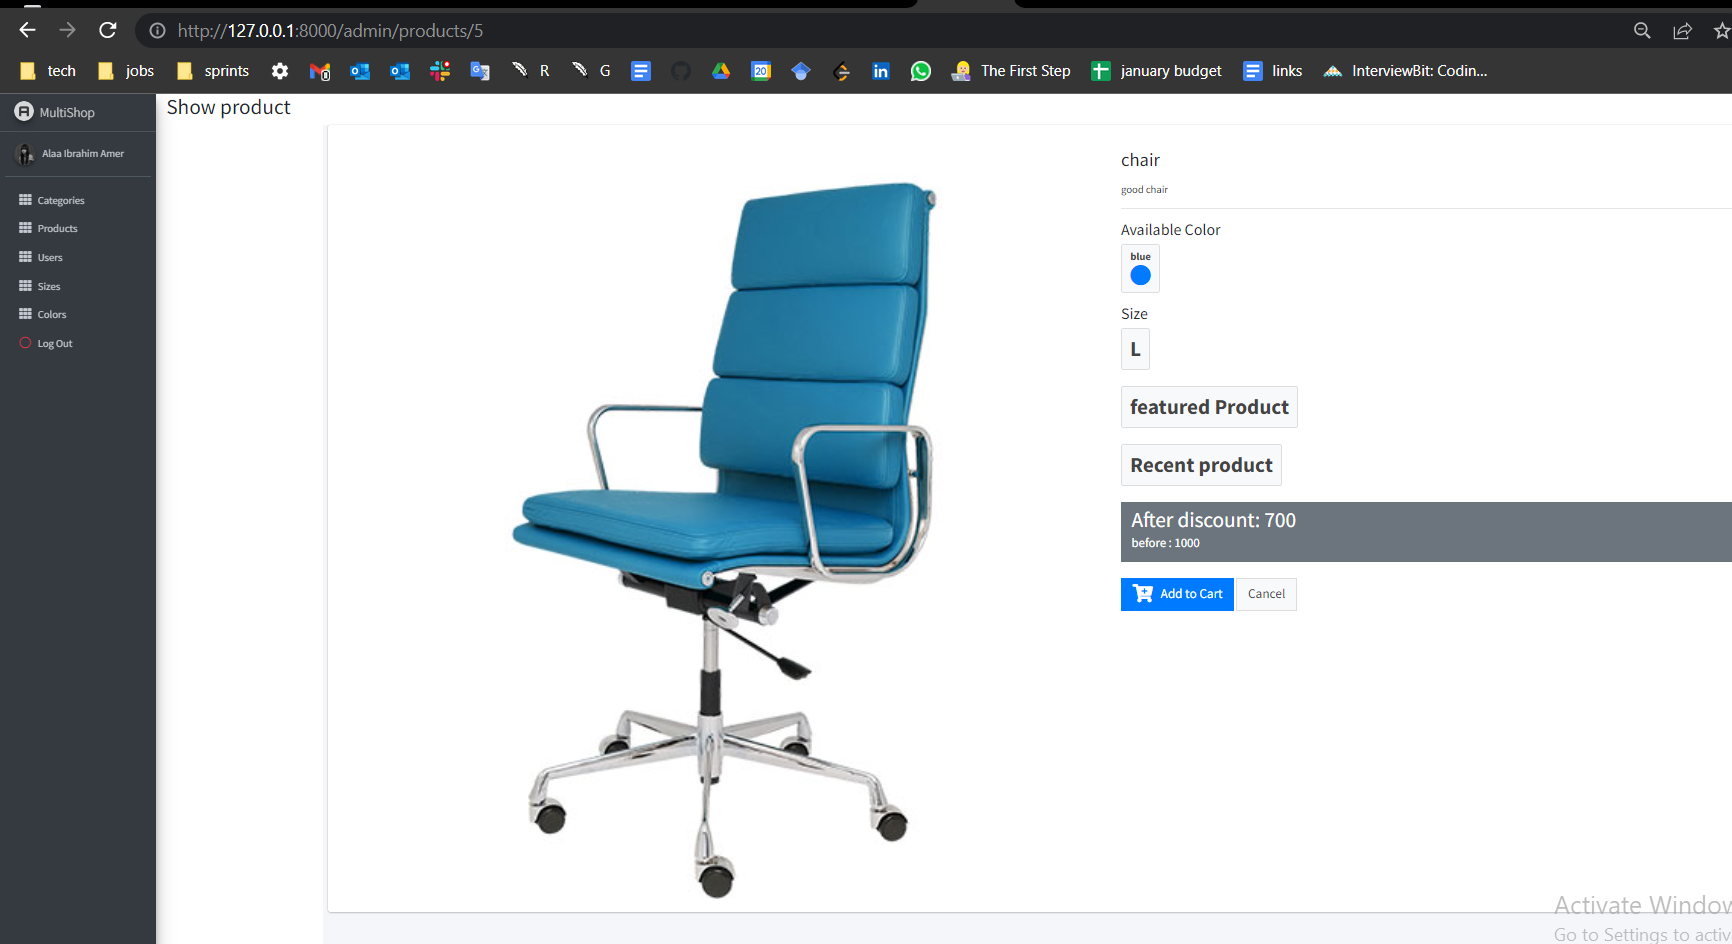 http://127.0.0.1:8000/admin/products/5
tech jobs sprints R G 20 The First Step january budget links InterviewBit: Codin...
MultiShop
Show product
Alaa Ibrahim Amer
Categories
Products
Users
Sizes
Colors
Log Out
chair
good chair
Available Color
blue
Size
L
featured Product
Recent product
After discount: 700
before : 1000
Add to Cart Cancel
Activate Window
Go to Settings to activ